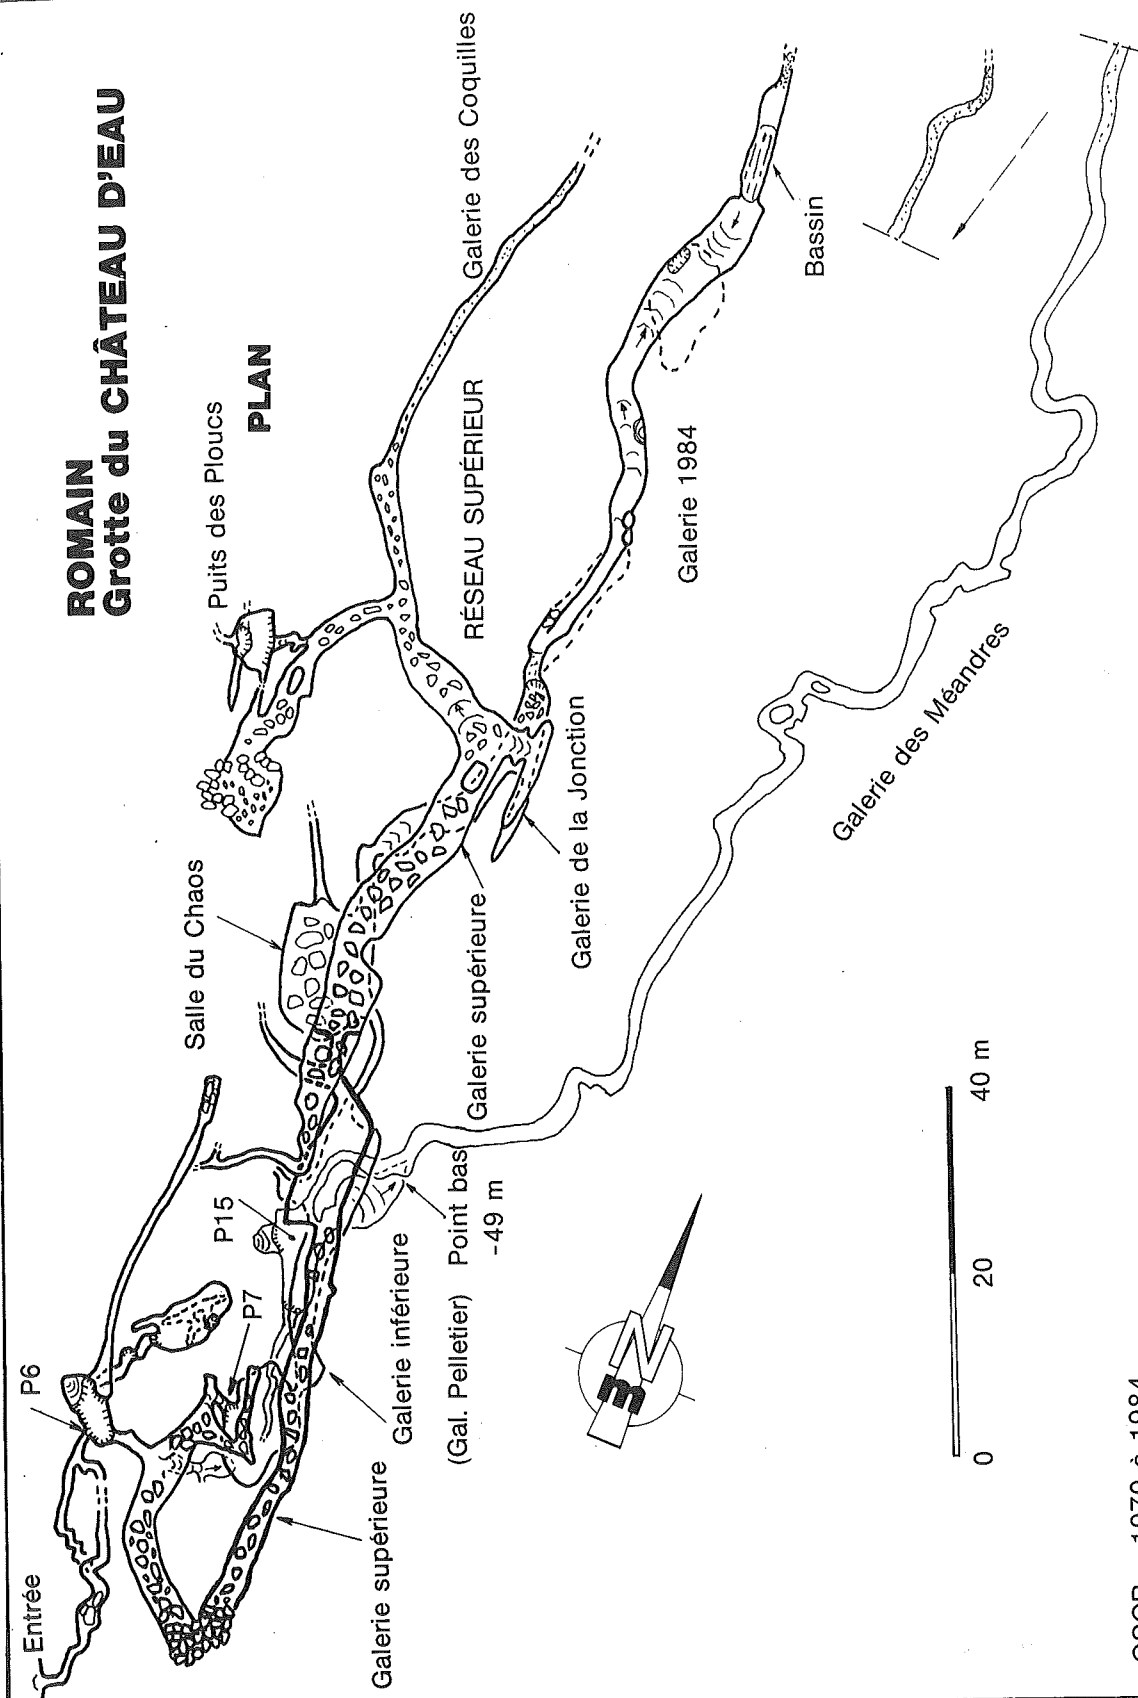 ROMAIN
Grotte du CHÂTEAU D'EAU
PLAN
Entrée
P6
P7
P15
Salle du Chaos
Puits des Ploucs
Galerie des Coquilles
RÉSEAU SUPÉRIEUR
Galerie supérieure
Galerie inférieure
(Gal. Pelletier)
Point bas
-49 m
Galerie supérieure
Galerie de la Jonction
Galerie 1984
Bassin
Galerie des Méandres
N
m
0
20
40 m
1984